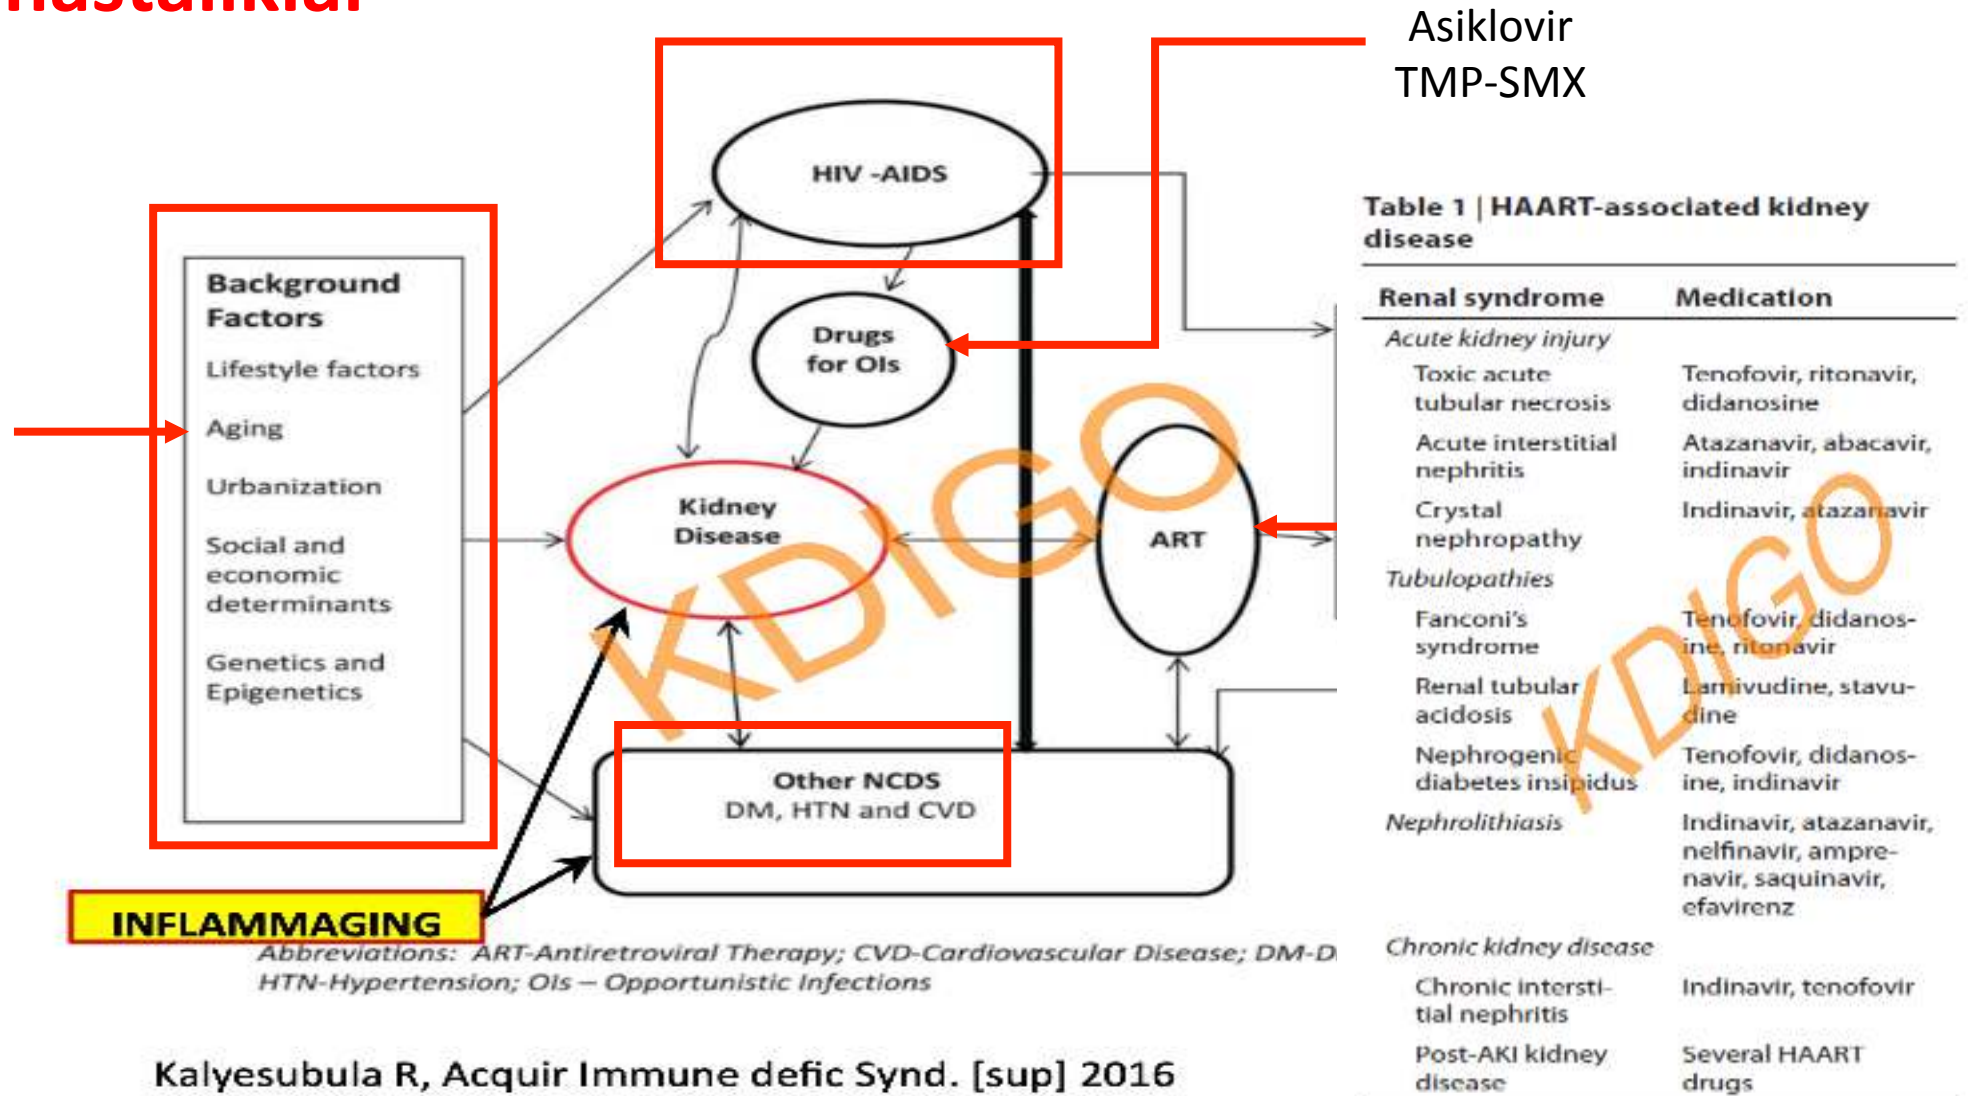 hastalıklar
Asiklovir
TMP-SMX
HIV -AIDS
Background
Factors
Lifestyle factors
Aging
Urbanization
Social and
economic
determinants
Genetics and
Epigenetics
Drugs
for OIs
Kidney
Disease
ART
Other NCDS
DM, HTN and CVD
INFLAMMAGING
Abbreviations: ART-Antiretroviral Therapy; CVD-Cardiovascular Disease; DM-D
HTN-Hypertension; OIs – Opportunistic Infections
Kalyesubula R, Acquir Immune defic Synd. [sup] 2016
KDIGO
Table 1 | HAART-associated kidney
disease
Renal syndrome Medication
Acute kidney injury
Toxic acute Tenofovir, ritonavir,
tubular necrosis didanosine
Acute interstitial Atazanavir, abacavir,
nephritis indinavir
Crystal Indinavir, atazanavir
nephropathy
Tubulopathies
Fanconi's Tenofovir, didanos-
syndrome ine, ritonavir
Renal tubular Lamivudine, stavu-
acidosis dine
Nephrogenic Tenofovir, didanos-
diabetes insipidus ine, indinavir
Nephrolithiasis Indinavir, atazanavir,
nelfinavir, ampre-
navir, saquinavir,
efavirenz
Chronic kidney disease
Chronic intersti- Indinavir, tenofovir
tial nephritis
Post-AKI kidney Several HAART
disease drugs
KDIGO